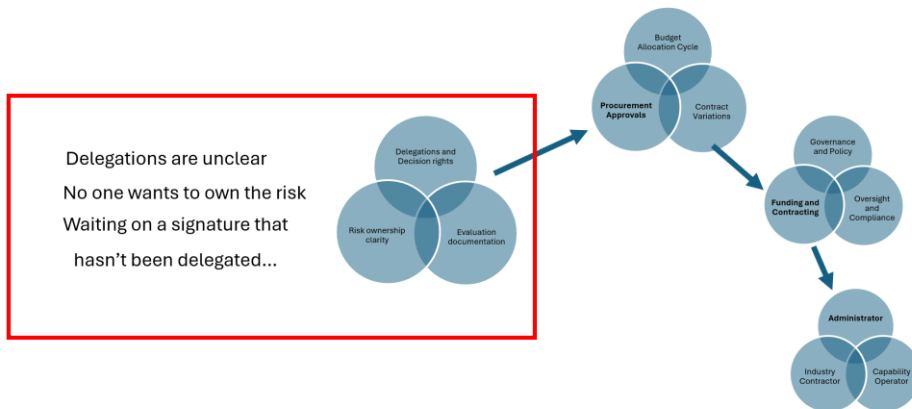 Delegations are unclear
No one wants to own the risk
Waiting on a signature that
hasn't been delegated...
Delegations and
Decision rights
Risk ownership
clarity
Evaluation
documentation
Budget
Allocation Cycle
Procurement
Approvals
Contract
Variations
Governance
and Policy
Funding and
Contracting
Oversight and
Compliance
Administrator
Industry
Contractor
Capability
Operator